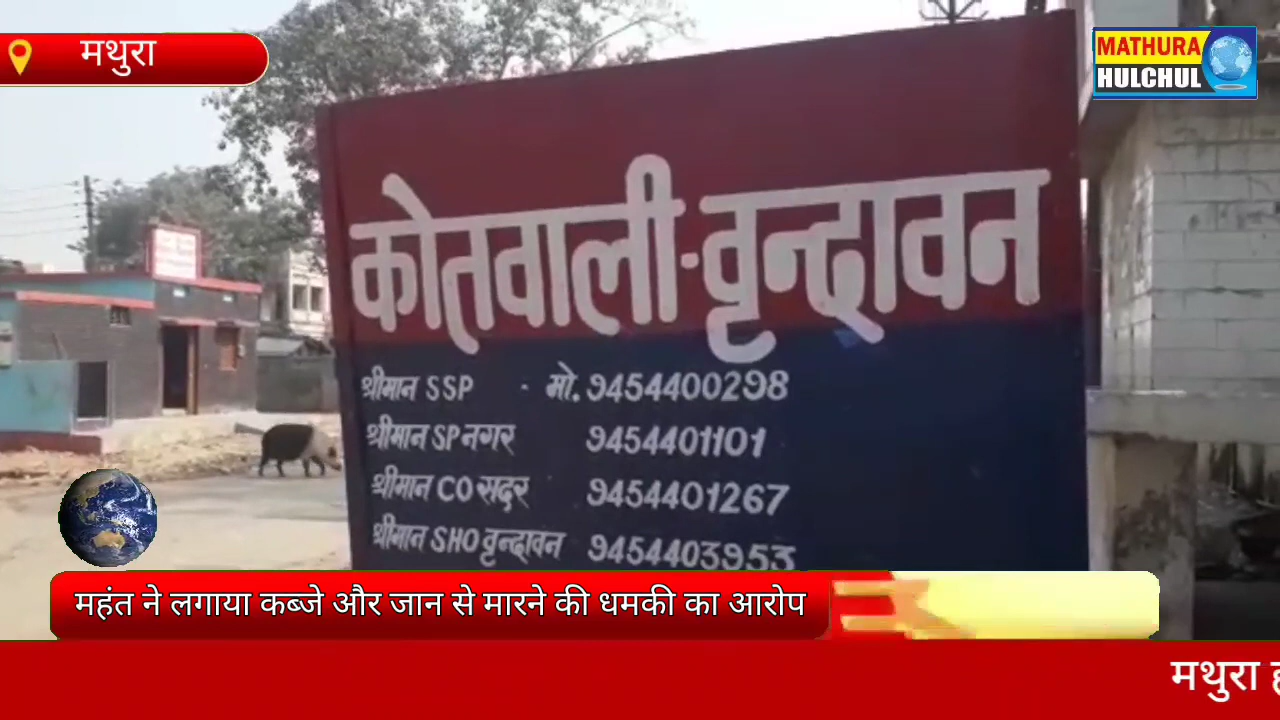 मथुरा
MATHURA
HULCHUL
कोतवाली-वृन्दावन
श्रीमान SSP - मो. 9454400298
श्रीमान SP नगर 9454401101
श्रीमान CO सदर 9454401267
श्रीमान SHO वृन्दावन 9454403953
महंत ने लगाया कब्जे और जान से मारने की धमकी का आरोप
मथुरा